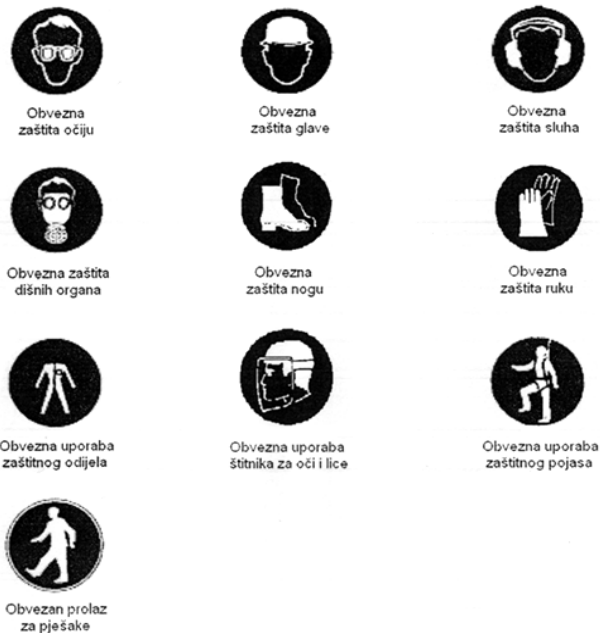 Obvezna
zaštita očiju
Obvezna
zaštita glave
Obvezna
zaštita sluha
Obvezna zaštita
dišnih organa
Obvezna
zaštita nogu
Obvezna
zaštita ruku
Obvezna uporaba
zaštitnog odijela
Obvezna uporaba
štitnika za oči i lice
Obvezna uporaba
zaštitnog pojasa
Obvezan prolaz
za pješake